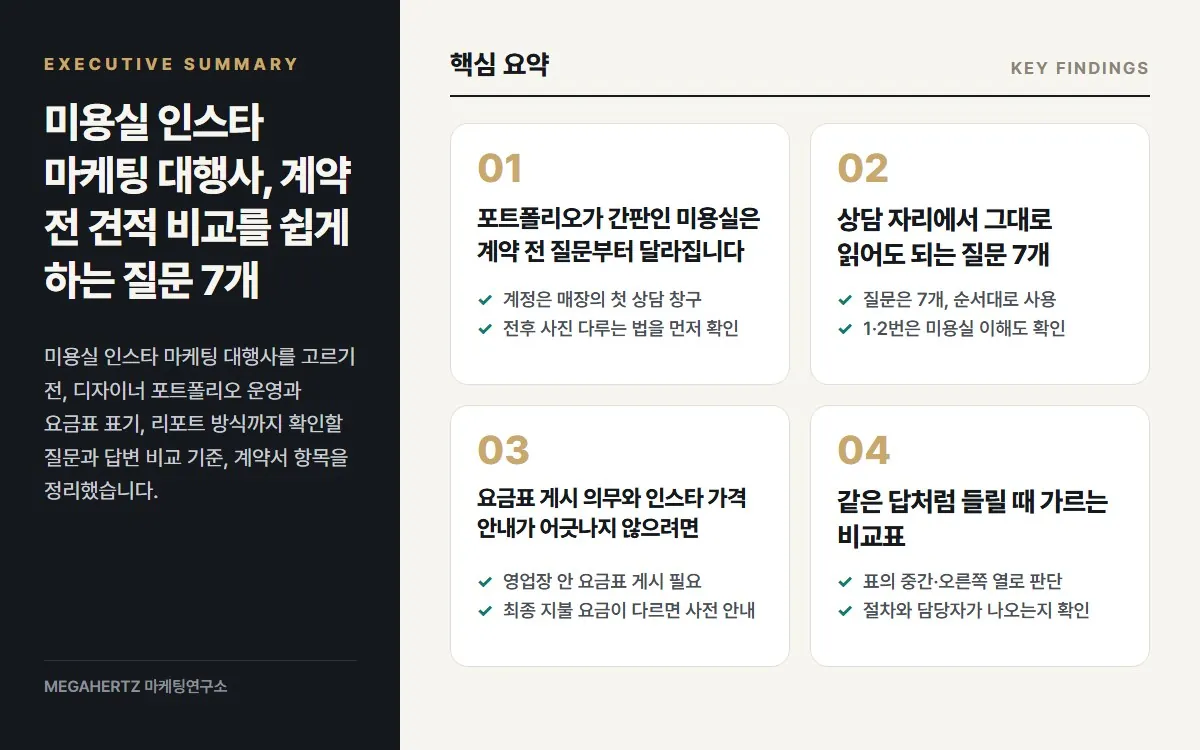 EXECUTIVE SUMMARY
미용실 인스타
마케팅 대행사, 계약
전 견적 비교를 쉽게
하는 질문 7개
미용실 인스타 마케팅 대행사를 고르기
전, 디자이너 포트폴리오 운영과
요금표 표기, 리포트 방식까지 확인할
질문과 답변 비교 기준, 계약서 항목을
정리했습니다.
MEGAHERTZ 마케팅연구소
핵심 요약
KEY FINDINGS
01
포트폴리오가 간판인 미용실은
계약 전 질문부터 달라집니다
✓ 계정은 매장의 첫 상담 창구
✓ 전후 사진 다루는 법을 먼저 확인
02
상담 자리에서 그대로
읽어도 되는 질문 7개
✓ 질문은 7개, 순서대로 사용
✓ 1·2번은 미용실 이해도 확인
03
요금표 게시 의무와 인스타 가격
안내가 어긋나지 않으려면
✓ 영업장 안 요금표 게시 필요
✓ 최종 지불 요금이 다르면 사전 안내
04
같은 답처럼 들릴 때 가르는
비교표
✓ 표의 중간·오른쪽 열로 판단
✓ 절차와 담당자가 나오는지 확인